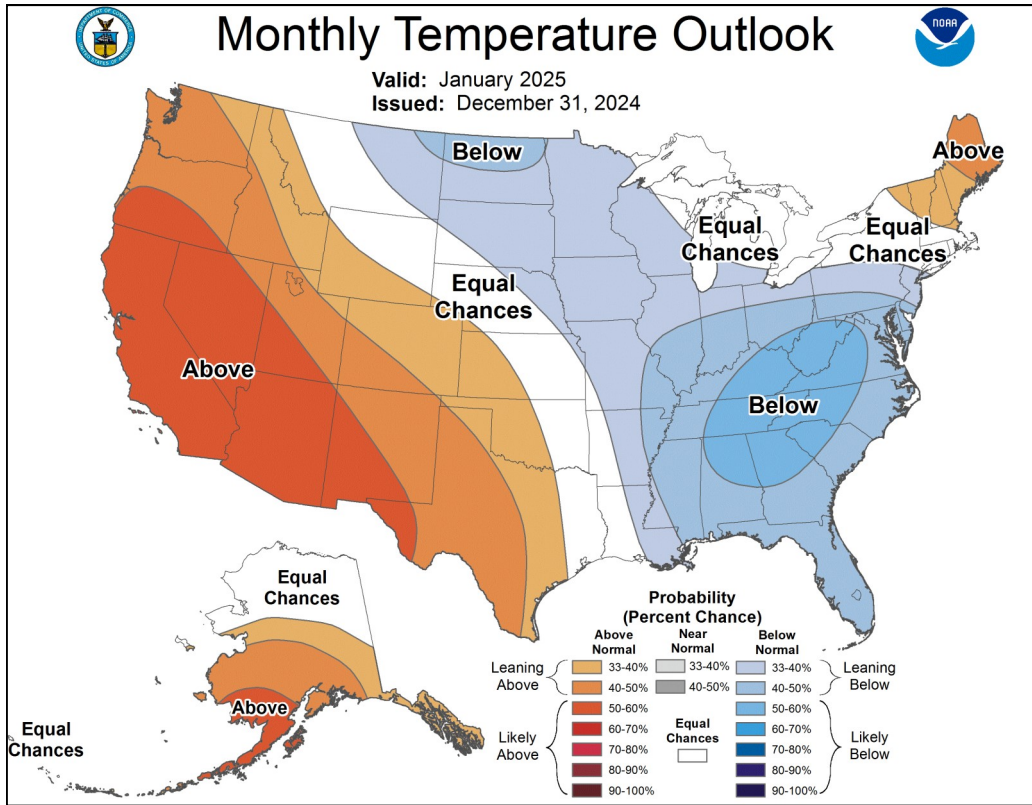 Monthly Temperature Outlook
NOAA
Valid: January 2025
Issued: December 31, 2024
Below
Above
Equal
Chances
Equal
Chances
Equal
Chances
Above
Below
Equal
Chances
Above
Equal
Chances
Probability
(Percent Chance)
Above
Normal
Near
Normal
Below
Normal
Leaning
Above
33-40%
33-40%
33-40%
Leaning
Below
40-50%
40-50%
40-50%
Likely
Above
50-60%
50-60%
Likely
Below
60-70%
60-70%
70-80%
70-80%
80-90%
80-90%
90-100%
90-100%
Equal
Chances